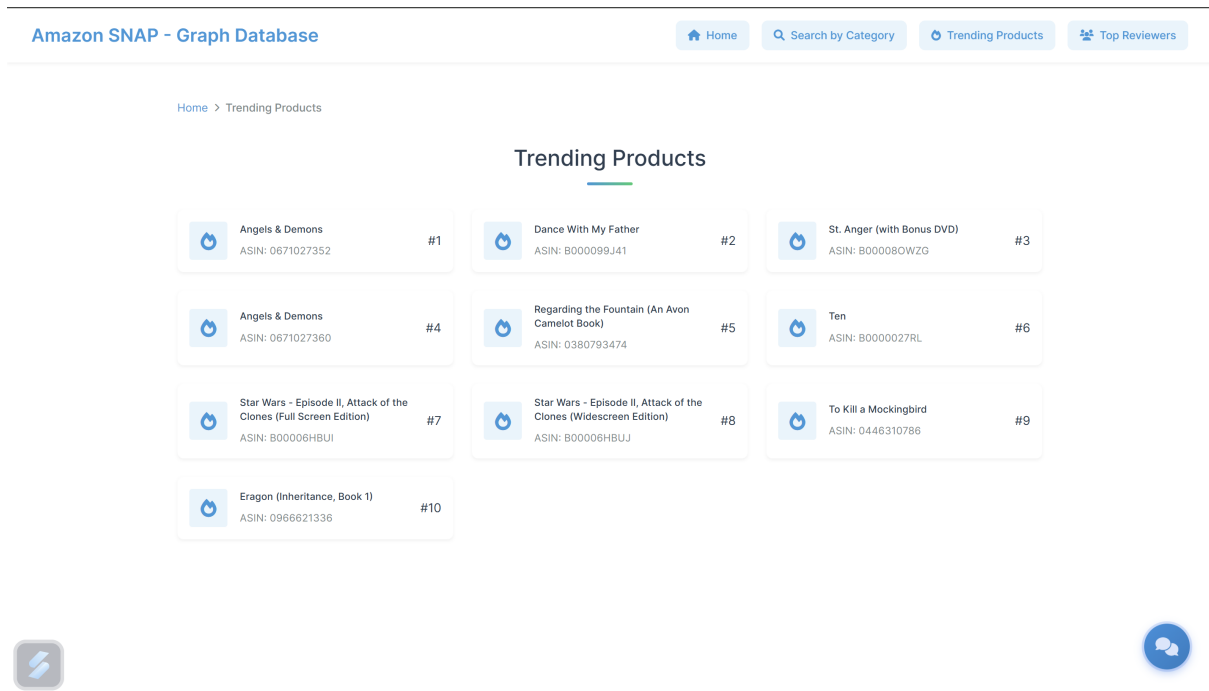 Amazon SNAP - Graph Database
Home
Search by Category
Trending Products
Top Reviewers
Home > Trending Products
Trending Products
Angels & Demons
ASIN: 0671027352
#1
Dance With My Father
ASIN: B000099J41
#2
St. Anger (with Bonus DVD)
ASIN: B00008OWZG
#3
Angels & Demons
ASIN: 0671027360
#4
Regarding the Fountain (An Avon
Camelot Book)
ASIN: 0380793474
#5
Ten
ASIN: B0000027RL
#6
Star Wars - Episode II, Attack of the
Clones (Full Screen Edition)
ASIN: B00006HBUI
#7
Star Wars - Episode II, Attack of the
Clones (Widescreen Edition)
ASIN: B00006HBUJ
#8
To Kill a Mockingbird
ASIN: 0446310786
#9
Eragon (Inheritance, Book 1)
ASIN: 0966621336
#10